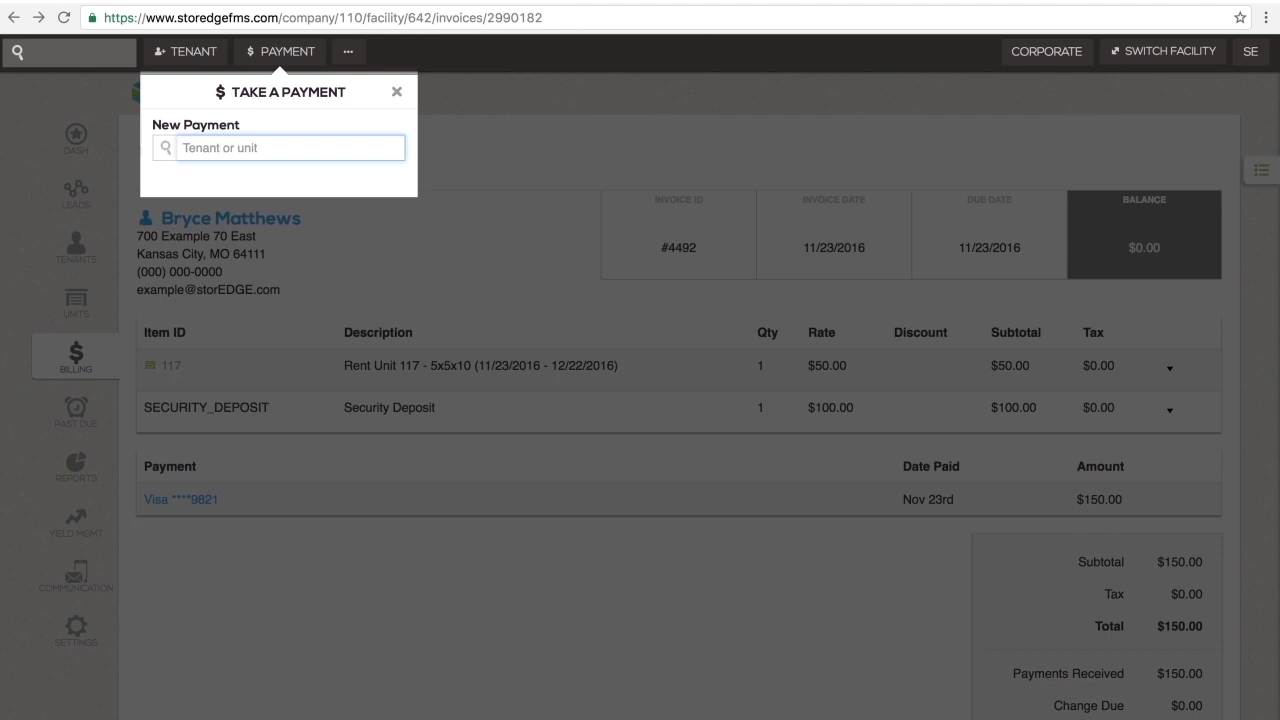 https://www.storedgefms.com/company/110/facility/642/invoices/2990182
TENANT
$ PAYMENT
...
CORPORATE
SWITCH FACILITY
SE
$ TAKE A PAYMENT ×
New Payment
Tenant or unit
DASH
LEADS
TENANTS
UNITS
$
BILLING
PAST DUE
REPORTS
YIELD MGMT
COMMUNICATION
SETTINGS
Bryce Matthews
700 Example 70 East
Kansas City, MO 64111
(000) 000-0000
example@storEDGE.com
INVOICE ID INVOICE DATE DUE DATE BALANCE
#4492 11/23/2016 11/23/2016 $0.00
Item ID Description Qty Rate Discount Subtotal Tax
117 Rent Unit 117 - 5x5x10 (11/23/2016 - 12/22/2016) 1 $50.00 $50.00 $0.00
SECURITY_DEPOSIT Security Deposit 1 $100.00 $100.00 $0.00
Payment Date Paid Amount
Visa ****9821 Nov 23rd $150.00
Subtotal $150.00
Tax $0.00
Total $150.00
Payments Received $150.00
Change Due $0.00